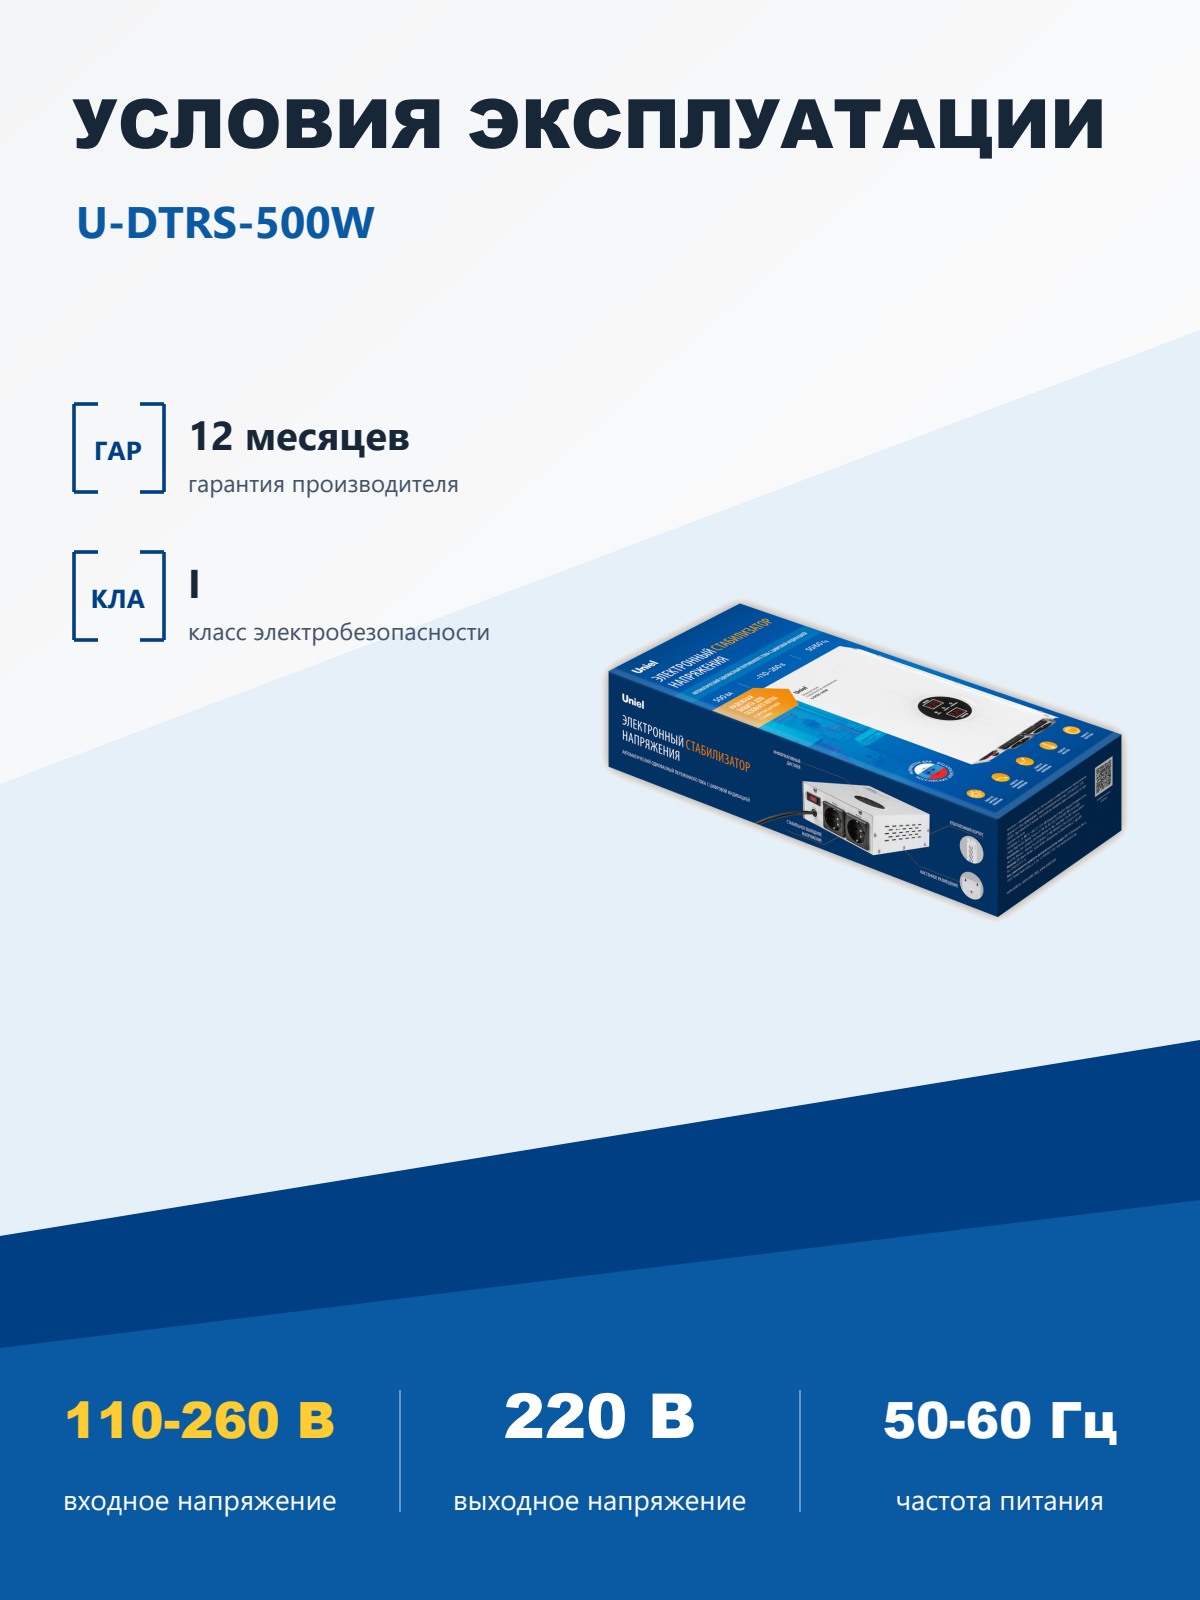 УСЛОВИЯ ЭКСПЛУАТАЦИИ
U-DTRS-500W
ГАР
12 месяцев
гарантия производителя
КЛА
I
класс электробезопасности
Uniel
ЭЛЕКТРОННЫЙ СТАБИЛИЗАТОР
НАПРЯЖЕНИЯ
Uniel
ЭЛЕКТРОННЫЙ СТАБИЛИЗАТОР
НАПРЯЖЕНИЯ
110-260 В
входное напряжение
220 В
выходное напряжение
50-60 Гц
частота питания